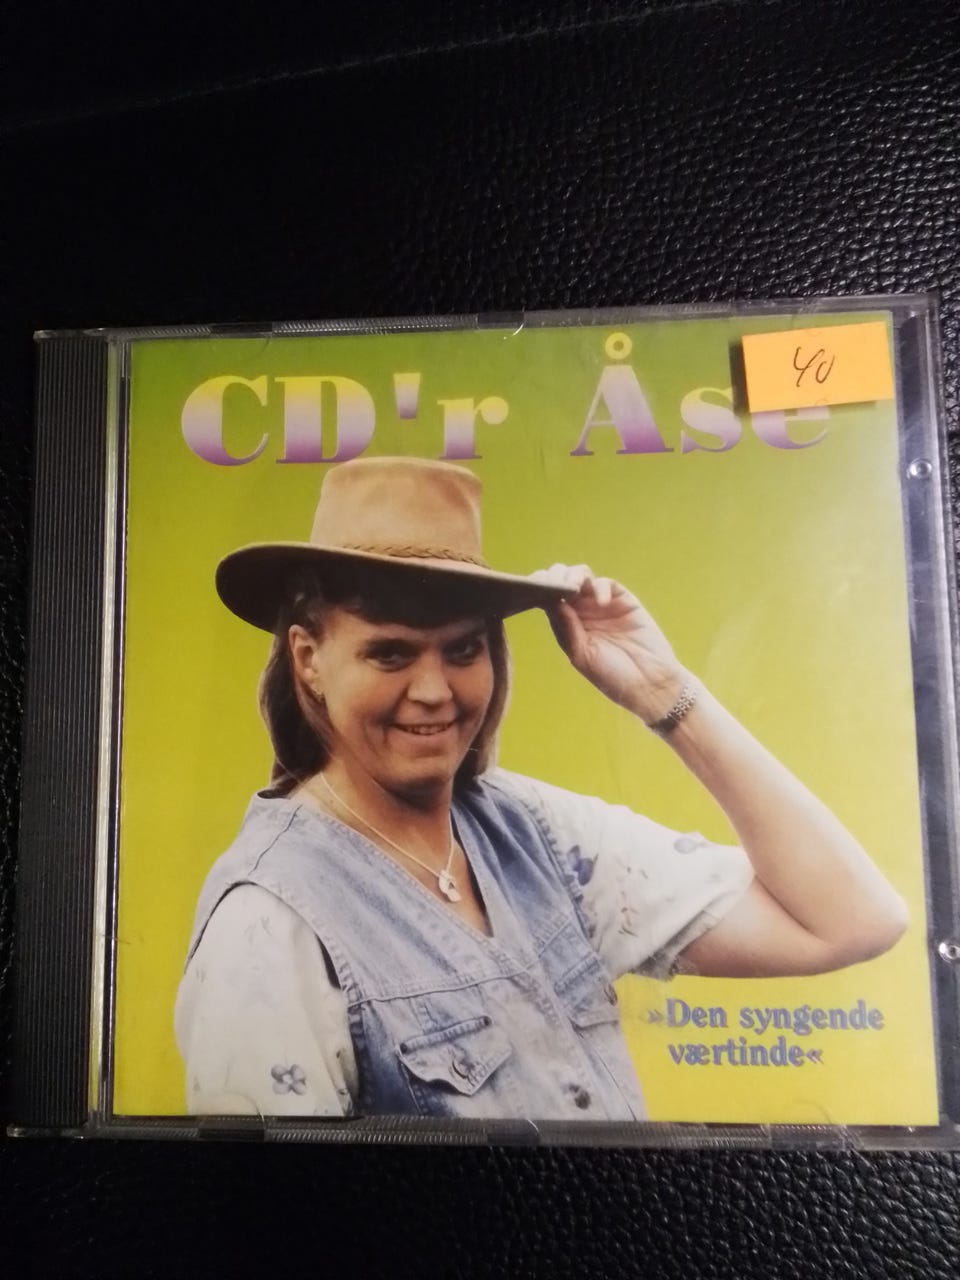 CD'r Åse
40
»Den syngende
værtinde«